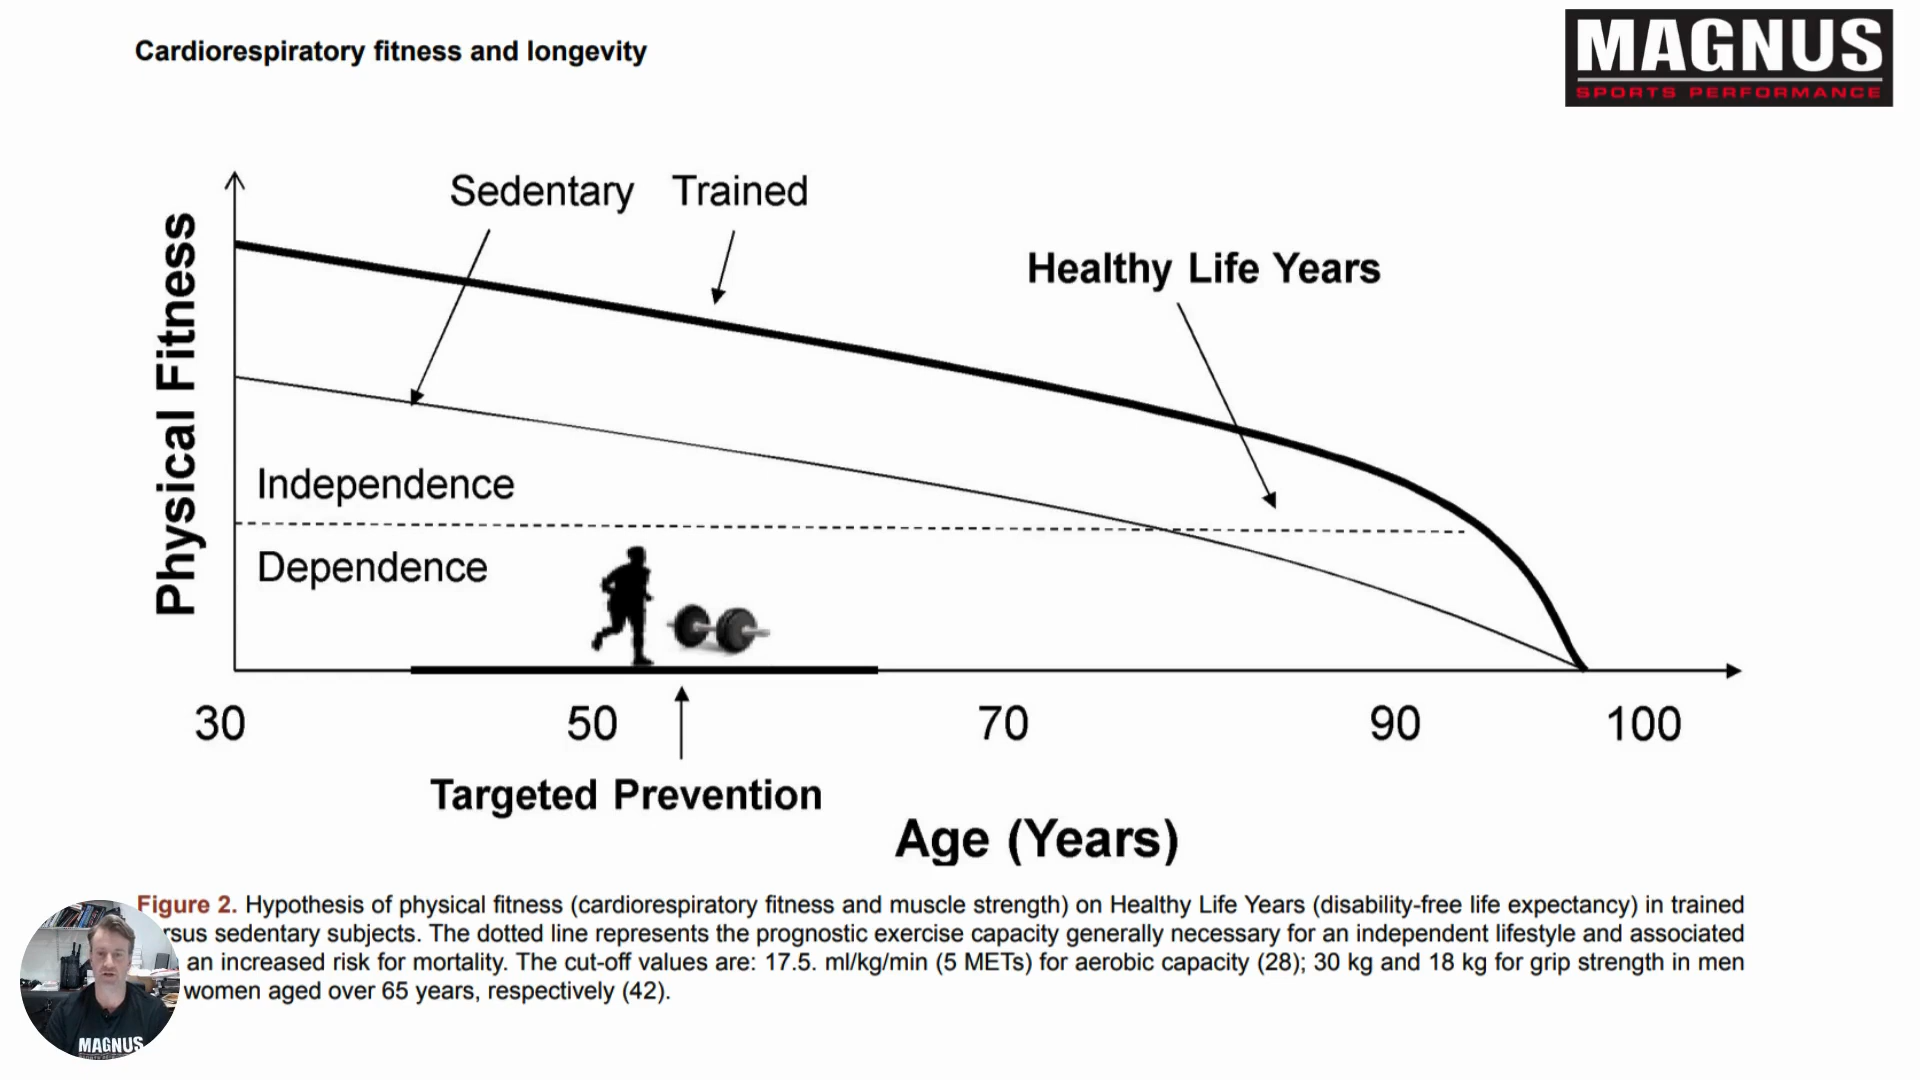 Cardiorespiratory fitness and longevity
MAGNUS
SPORTS PERFORMANCE
Sedentary Trained
Healthy Life Years
Physical Fitness
Independence
Dependence
30 50 70 90 100
Targeted Prevention
Age (Years)
Figure 2. Hypothesis of physical fitness (cardiorespiratory fitness and muscle strength) on Healthy Life Years (disability-free life expectancy) in trained
rsus sedentary subjects. The dotted line represents the prognostic exercise capacity generally necessary for an independent lifestyle and associated
an increased risk for mortality. The cut-off values are: 17.5. ml/kg/min (5 METs) for aerobic capacity (28); 30 kg and 18 kg for grip strength in men
women aged over 65 years, respectively (42).
MAGNUS